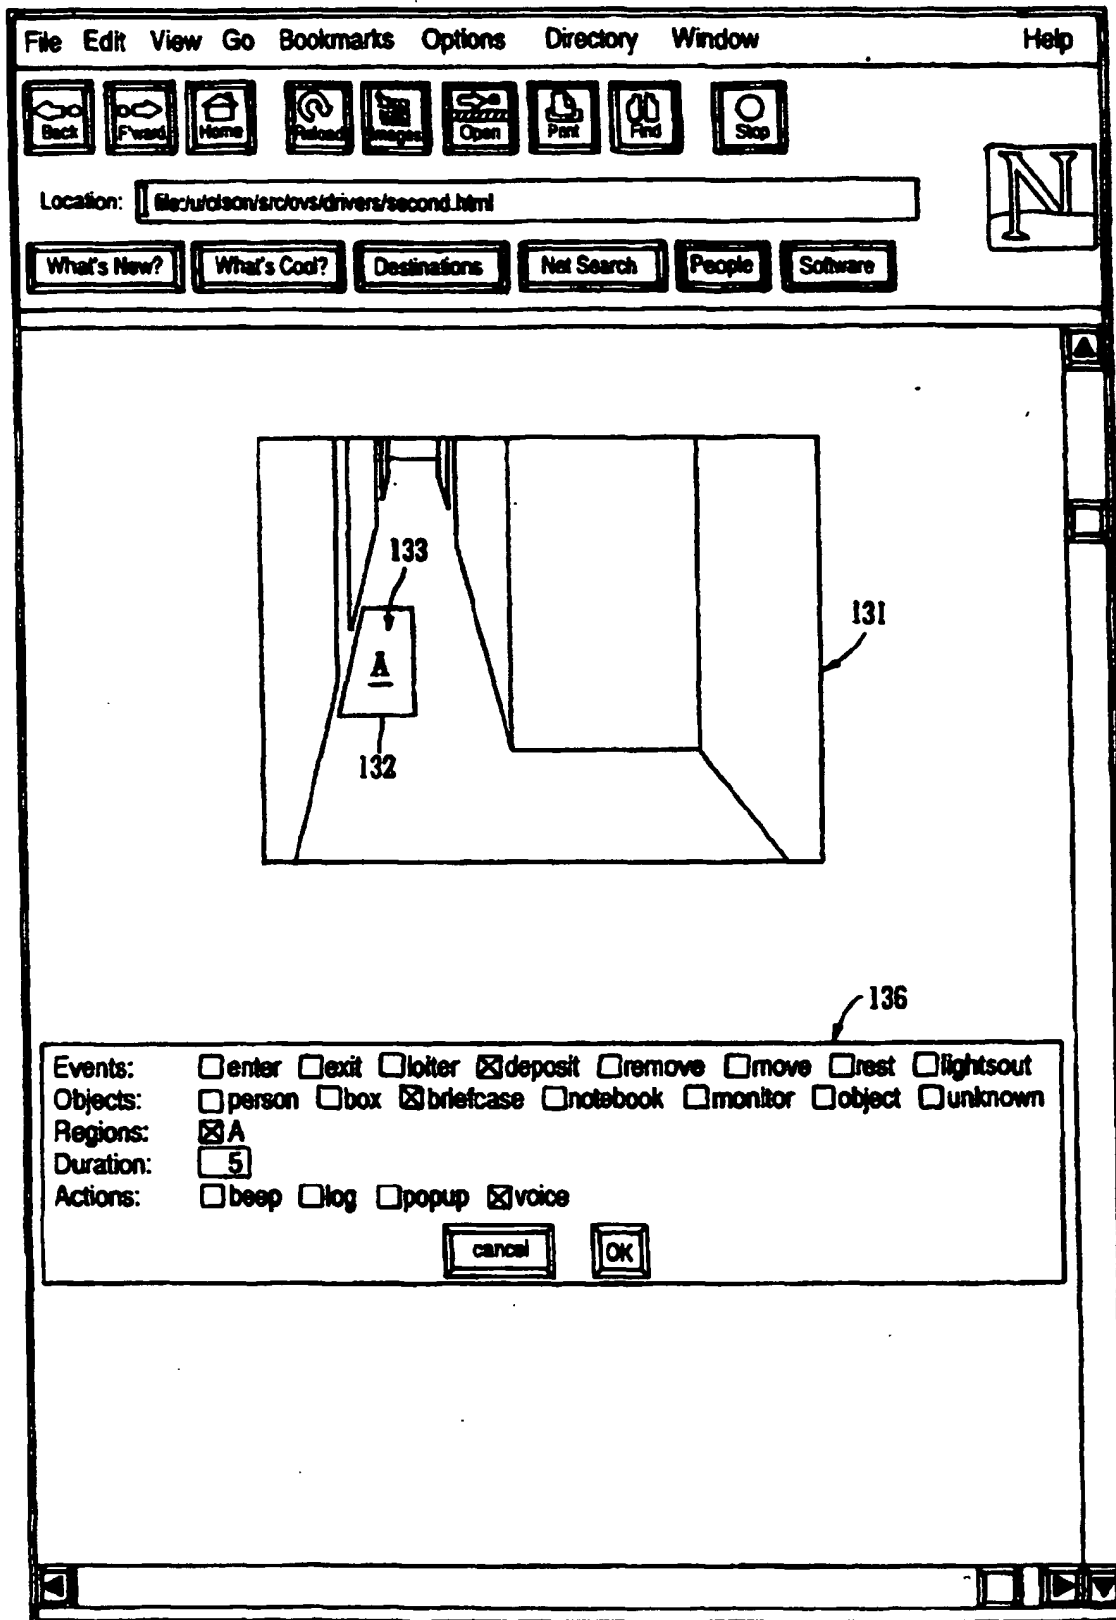 File Edit View Go Bookmarks Options Directory Window Help
Back F'ward Home Reload Images Open Print Find Stop
N
Location: file:/u/olson/src/ovs/drivers/second.html
What's New? What's Cool? Destinations Net Search People Software
133
131
A
132
136
Events: enter exit loiter deposit remove move rest lightsout
Objects: person box briefcase notebook monitor object unknown
Regions: A
Duration: 5
Actions: beep log popup voice
cancel OK